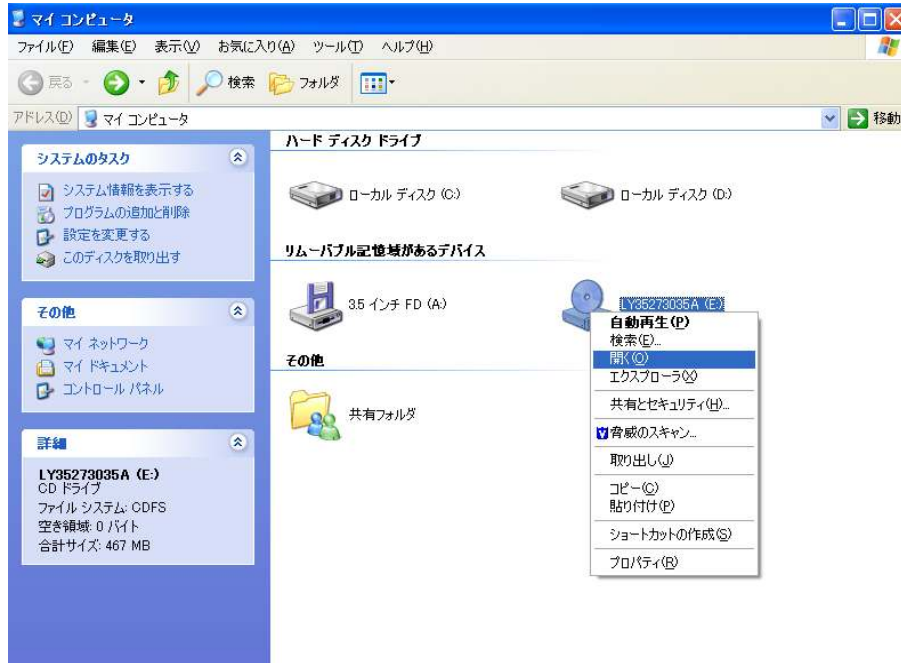 マイ コンピュータ
ファイル(F) 編集(E) 表示(V) お気に入り(A) ツール(T) ヘルプ(H)
戻る 検索 フォルダ
アドレス(D) マイ コンピュータ 移動
システムのタスク
システム情報を表示する
プログラムの追加と削除
設定を変更する
このディスクを取り出す
その他
マイ ネットワーク
マイ ドキュメント
コントロール パネル
詳細
LY35273035A (E:)
CD ドライブ
ファイル システム: CDFS
空き領域: 0 バイト
合計サイズ: 467 MB
ハード ディスク ドライブ
ローカル ディスク (C:)
ローカル ディスク (D:)
リムーバブル記憶域があるデバイス
3.5 インチ FD (A:)
LY35273035A (E:)
その他
共有フォルダ
自動再生(P)
検索(E)...
開く(O)
エクスプローラ(X)
共有とセキュリティ(H)...
脅威のスキャン...
取り出し(J)
コピー(C)
貼り付け(P)
ショートカットの作成(S)
プロパティ(R)